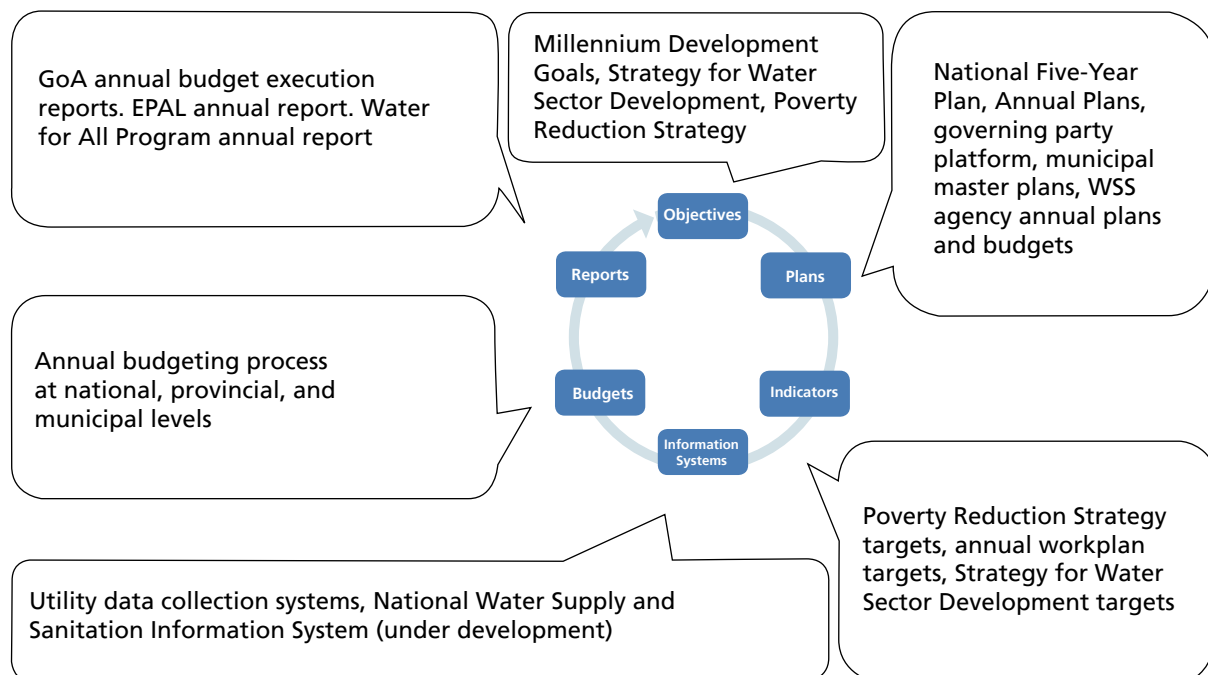 GoA annual budget execution
reports. EPAL annual report. Water
for All Program annual report
Millennium Development
Goals, Strategy for Water
Sector Development, Poverty
Reduction Strategy
National Five-Year
Plan, Annual Plans,
governing party
platform, municipal
master plans, WSS
agency annual plans
and budgets
Objectives
Reports
Plans
Budgets
Indicators
Information
Systems
Annual budgeting process
at national, provincial, and
municipal levels
Poverty Reduction Strategy
targets, annual workplan
targets, Strategy for Water
Sector Development targets
Utility data collection systems, National Water Supply and
Sanitation Information System (under development)